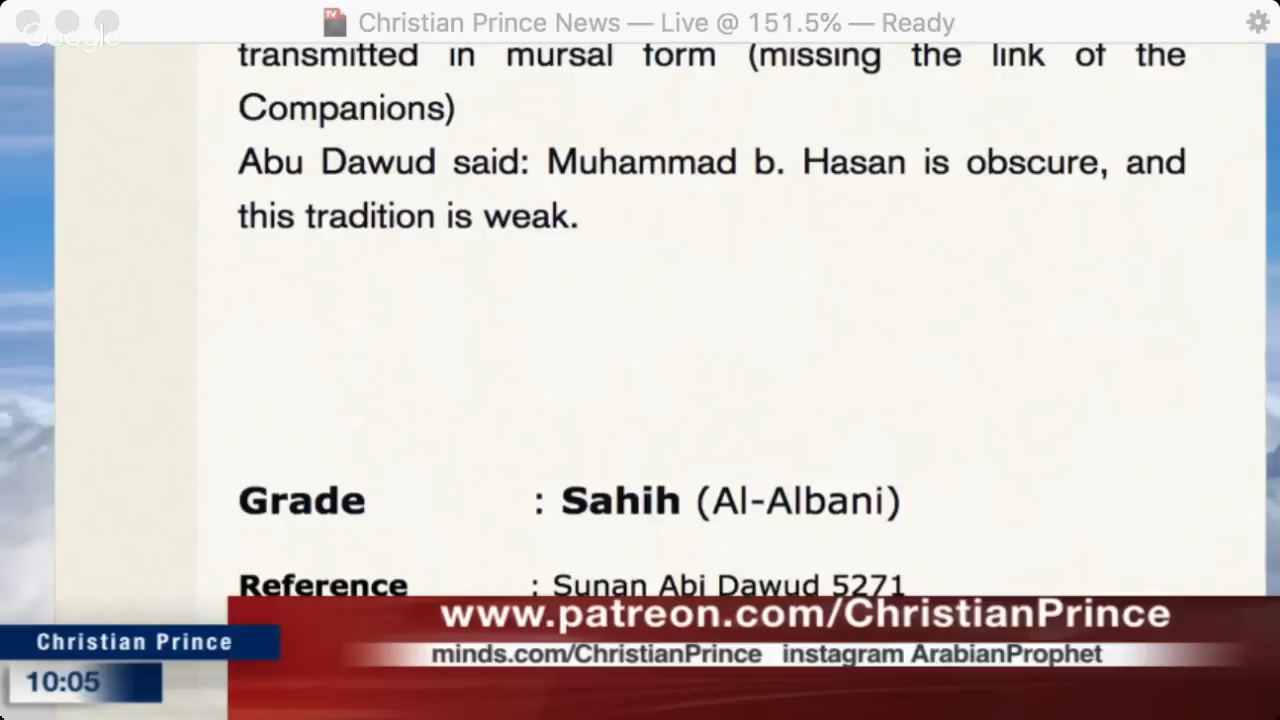 Christian Prince News — Live @ 151.5% — Ready
Google
transmitted in mursal form (missing the link of the
Companions)
Abu Dawud said: Muhammad b. Hasan is obscure, and
this tradition is weak.
Grade : Sahih (Al-Albani)
Reference : Sunan Abi Dawud 5271
www.patreon.com/ChristianPrince
Christian Prince
minds.com/ChristianPrince instagram ArabianProphet
10:05